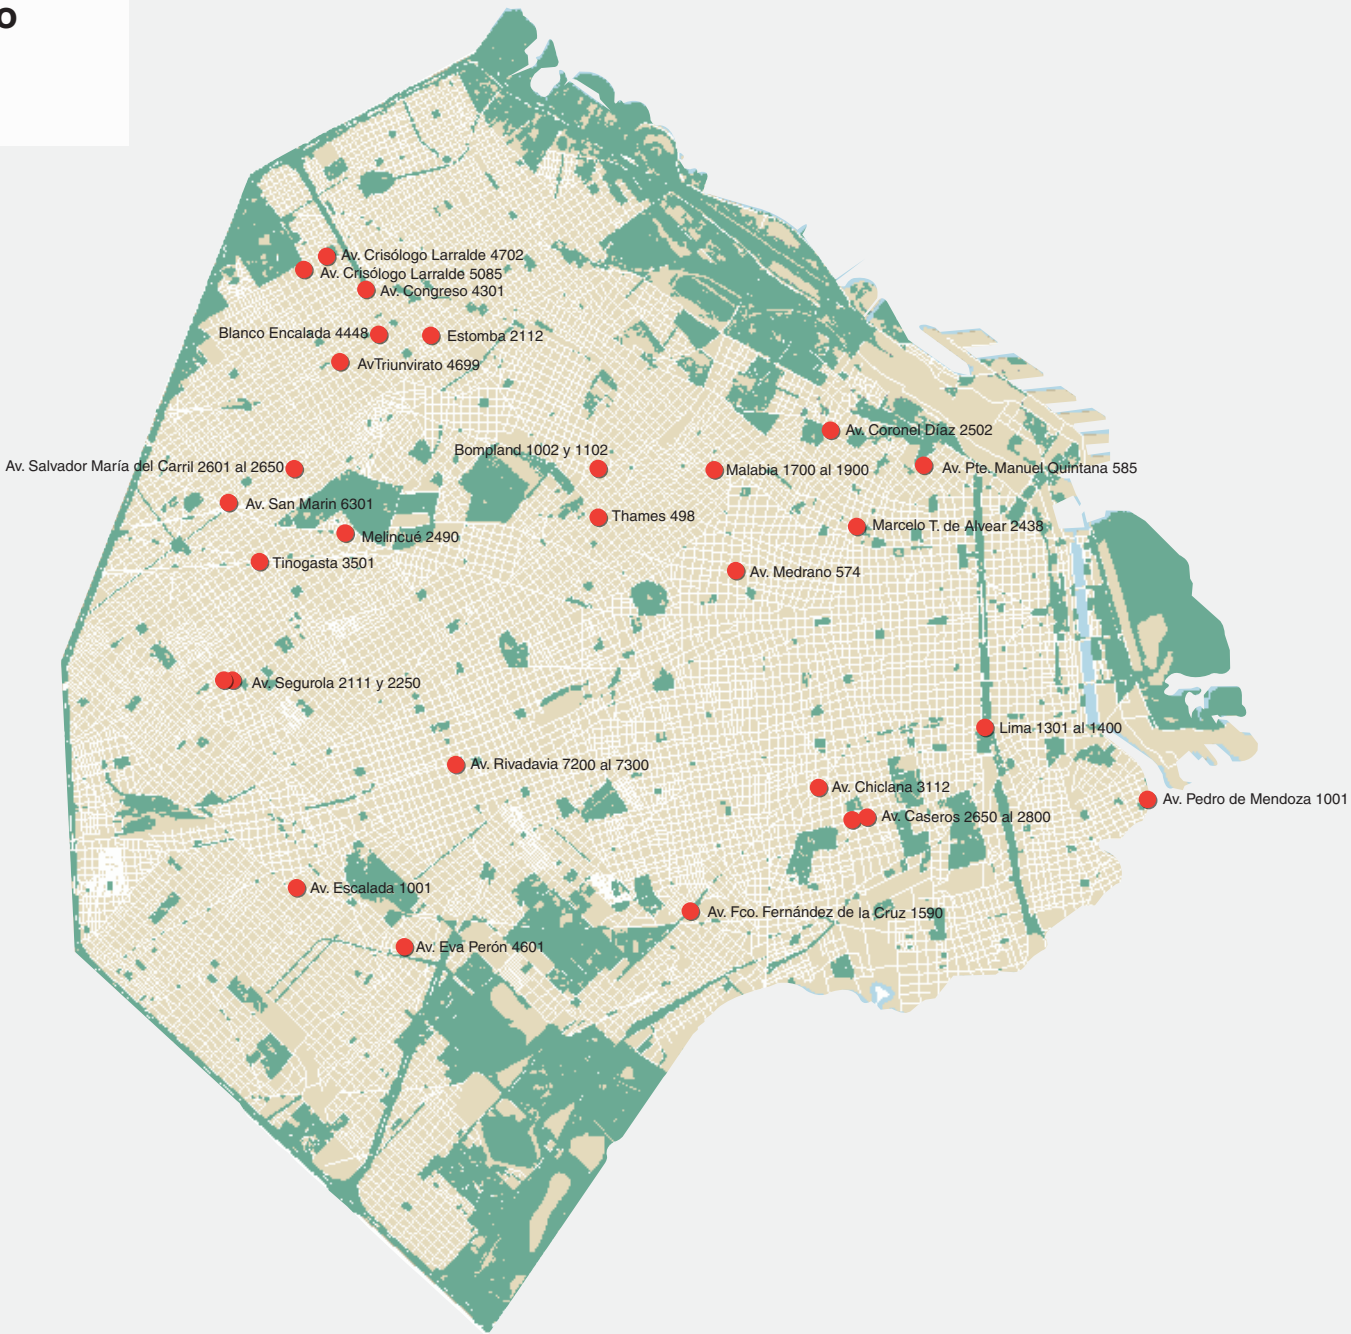 o
Av. Crisólogo Larralde 4702
Av. Crisólogo Larralde 5085
Av. Congreso 4301
Blanco Encalada 4448
Estomba 2112
AvTriunvirato 4699
Av. Coronel Díaz 2502
Bompland 1002 y 1102
Av. Salvador María del Carril 2601 al 2650
Malabia 1700 al 1900
Av. Pte. Manuel Quintana 585
Av. San Marin 6301
Thames 498
Marcelo T. de Alvear 2438
Melincué 2490
Tinogasta 3501
Av. Medrano 574
Av. Segurola 2111 y 2250
Lima 1301 al 1400
Av. Rivadavia 7200 al 7300
Av. Chiclana 3112
Av. Pedro de Mendoza 1001
Av. Caseros 2650 al 2800
Av. Escalada 1001
Av. Fco. Fernández de la Cruz 1590
Av. Eva Perón 4601